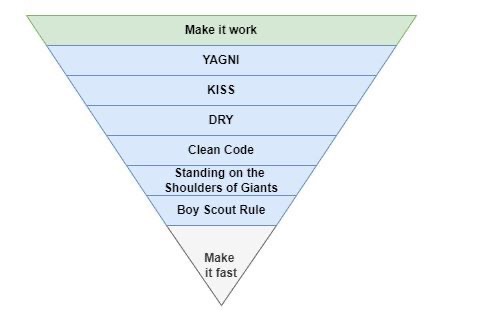 Make it work
YAGNI
KISS
DRY
Clean Code
Standing on the
Shoulders of Giants
Boy Scout Rule
Make
it fast